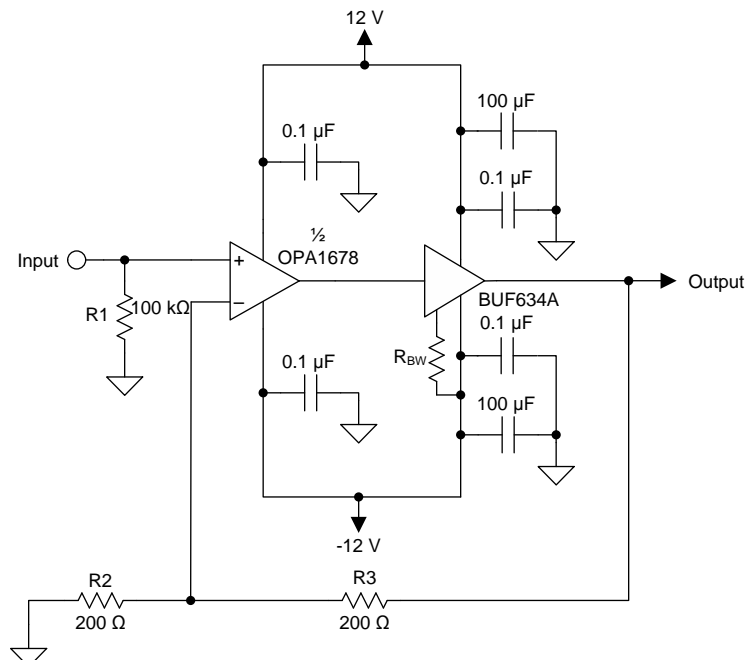 12 V
100 µF
0.1 µF
0.1 µF
½
OPA1678
Input
+
−
R1
100 kΩ
BUF634A
Output
0.1 µF
RBW
0.1 µF
100 µF
-12 V
R2
200 Ω
R3
200 Ω